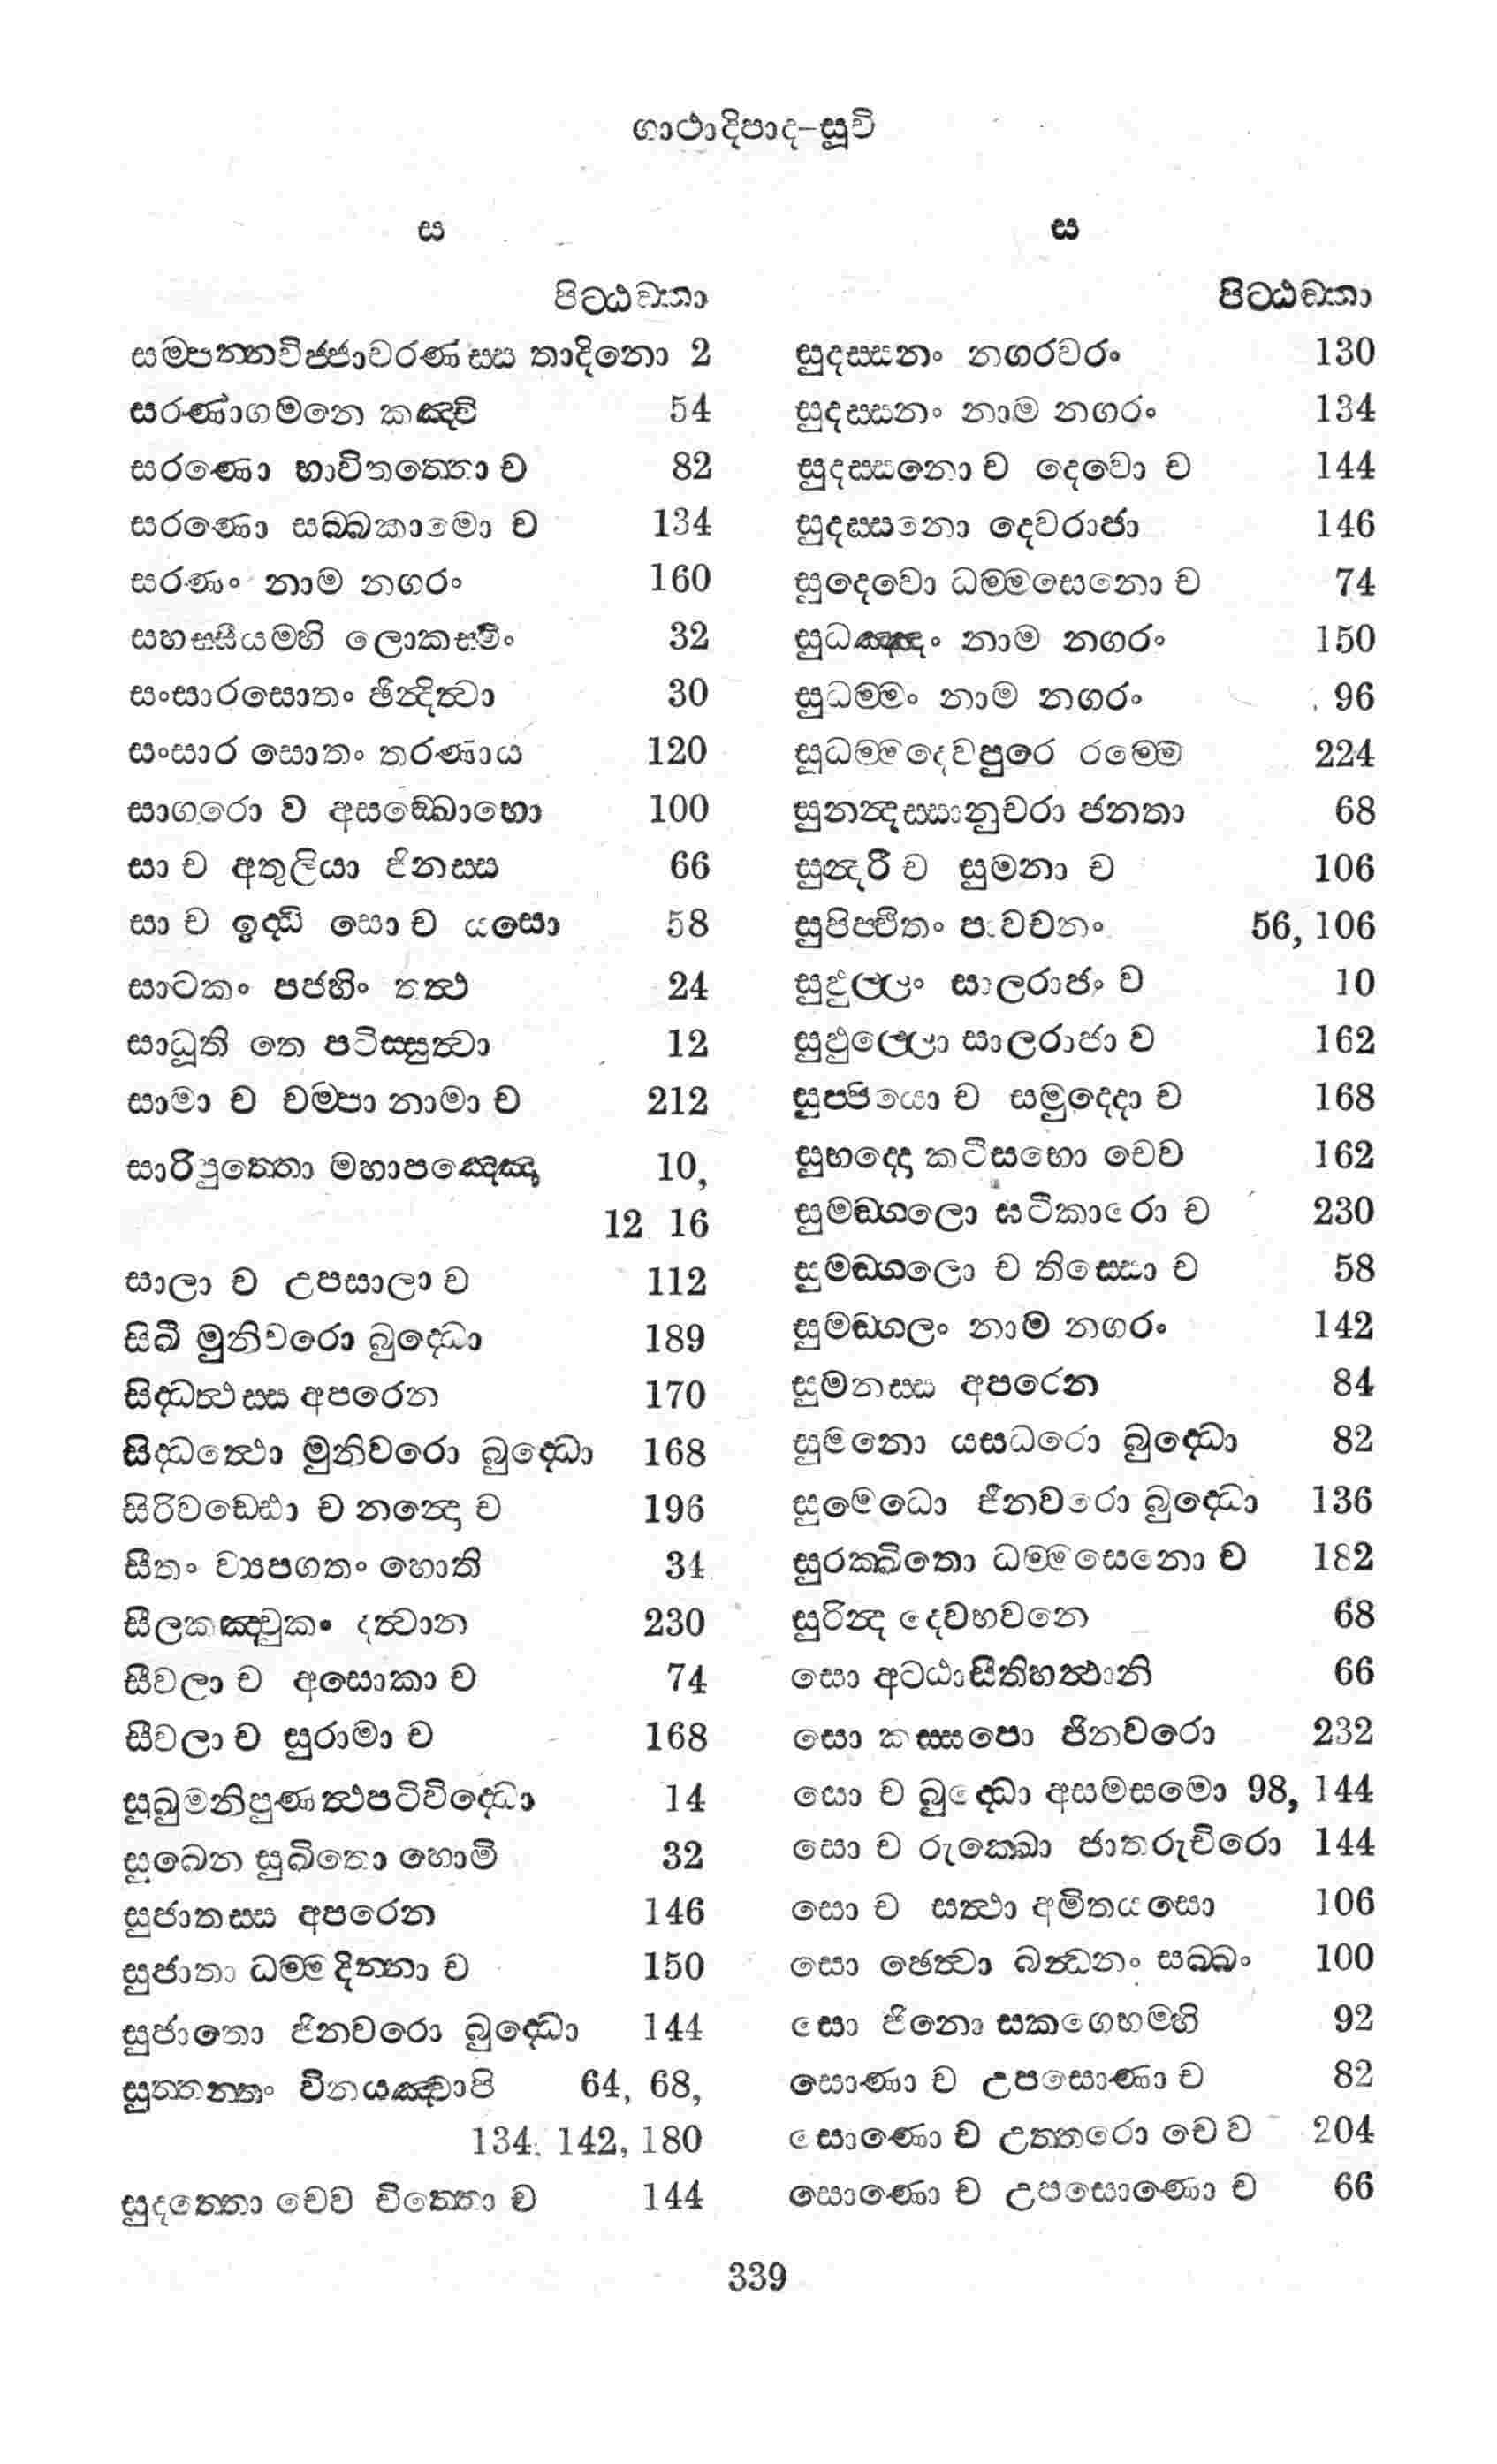 ගාථාදිපාද-සූචි
ස
පිට්ඨඞ්කා
සම්පන්නවිජ්ජාචරණස්ස තාදිනො 2
සරණාගමනෙ කඤ්චි 54
සරණො භාවිතත්තො ච 82
සරණො සබ්බකාමො ච 134
සරණං නාම නගරං 160
සහස්සීයම්හි ලොකස්මිං 32
සංසාරසොතං ඡින්දිත්වා 30
සංසාර සොතං තරණාය 120
සාගරො ව අසඞ්ඛොභො 100
සා ච අතුලියා ජිනස්ස 66
සා ච ඉද්ධි සො ච යසො 58
සාටකං පජහිං තත්ථ 24
සාධූති තෙ පටිස්සුත්වා 12
සාමා ච චම්පා නාමා ච 212
සාරිපුත්තො මහාපඤ්ඤො 10,
12 16
සාලා ච උපසාලා ච 112
සිඛී මුනිවරො බුද්ධො 189
සිද්ධත්ථස්ස අපරෙන 170
සිද්ධත්ථො මුනිවරො බුද්ධො 168
සිරිවඩ්ඪො ච නන්දො ච 196
සීතං ව්‍යපගතං හොති 34
සීලකඤ්චුකං දත්වාන 230
සීවලා ච අසොකා ච 74
සීවලා ච සුරාමා ච 168
සුඛුමනිපුණත්ථපටිවිද්ධො 14
සුඛෙන සුඛිතො හොමි 32
සුජාතස්ස අපරෙන 146
සුජාතා ධම්මදින්නා ච 150
සුජාතො ජිනවරො බුද්ධො 144
සුත්තන්තං විනයඤ්චාපි 64, 68,
134, 142, 180
සුදත්තො චෙව චිත්තො ච 144
ස
පිට්ඨඞ්කා
සුදස්සනං නගරවරං 130
සුදස්සනං නාම නගරං 134
සුදස්සනො ච දෙවො ච 144
සුදස්සනො දෙවරාජා 146
සුදෙවො ධම්මසෙනො ච 74
සුධඤ්ඤං නාම නගරං 150
සුධම්මං නාම නගරං 96
සුධම්මදෙවපුරෙ රම්මෙ 224
සුනන්දස්සානුචරා ජනතා 68
සුන්දරී ච සුමනා ච 106
සුපිප්ඵිතං පාවචනං 56, 106
සුඵුල්ලං සාලරාජං ව 10
සුඵුල්ලො සාලරාජා ව 162
සුප්පියො ච සමුද්දො ච 168
සුභද්දො කටිසභො චෙව 162
සුමඞ්ගලො ඝටිකාරො ච 230
සුමඞ්ගලො ච තිස්සො ච 58
සුමඞ්ගලං නාම නගරං 142
සුමනස්ස අපරෙන 84
සුමනො යසධරො බුද්ධො 82
සුමෙධො ජිනවරො බුද්ධො 136
සුරක්ඛිතො ධම්මසෙනො ච 182
සුරින්ද දෙවභවනෙ 68
සො අට්ඨාසීතිහත්ථානි 66
සො කස්සපො ජිනවරො 232
සො ච බුද්ධො අසමසමො 98, 144
සො ච රුක්ඛො ජාතරුචිරො 144
සො ච සත්ථා අමිතයසො 106
සො ඡෙත්වා බන්ධනං සබ්බං 100
සො ජිනො සකගෙහම්හි 92
සොණා ච උපසොණා ච 82
සොණො ච උත්තරො චෙව 204
සොණො ච උපසොණො ච 66
339